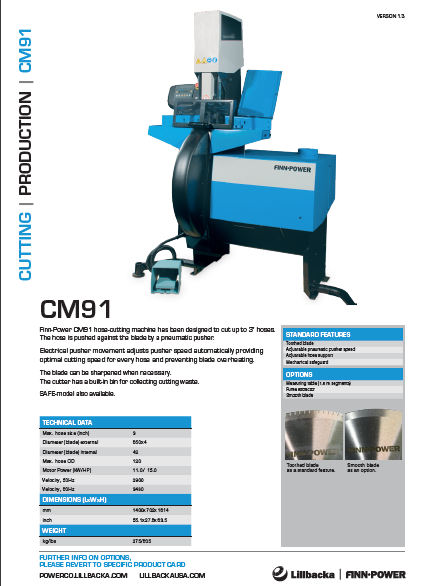 VERSION 1.3
CUTTING | PRODUCTION | CM91
FINN-POWER
CM91
Finn-Power CM91 hose-cutting machine has been designed to cut up to 3" hoses.
The hose is pushed against the blade by a pneumatic pusher.
Electrical pusher movement adjusts pusher speed automatically providing
optimal cutting speed for every hose and preventing blade overheating.
The blade can be sharpened when necessary.
The cutter has a built-in bin for collecting cutting waste.
SAFE-model also available.
STANDARD FEATURES
Toothed blade
Adjustable pneumatic pusher speed
Adjustable hose support
Mechanical safeguard
OPTIONS
Measuring table (1.5 m segments)
Fume extractor
Smooth blade
Toothed blade
as a standard feature.
Smooth blade
as an option.
TECHNICAL DATA
Max. hose size (inch) 3
Diameter (blade) external
Diameter (blade) internal
Max. hose OD 120
Motor Power (kW/HP) 11.0/ 15.0
Velocity, 50Hz
Velocity, 60Hz
DIMENSIONS (LxWxH)
mm
inch
WEIGHT
kg/lbs
FURTHER INFO ON OPTIONS,
PLEASE REVERT TO SPECIFIC PRODUCT CARD
POWERCO.LILLBACKA.COM LILLBACKAUSA.COM
Lillbacka | FINN-POWER